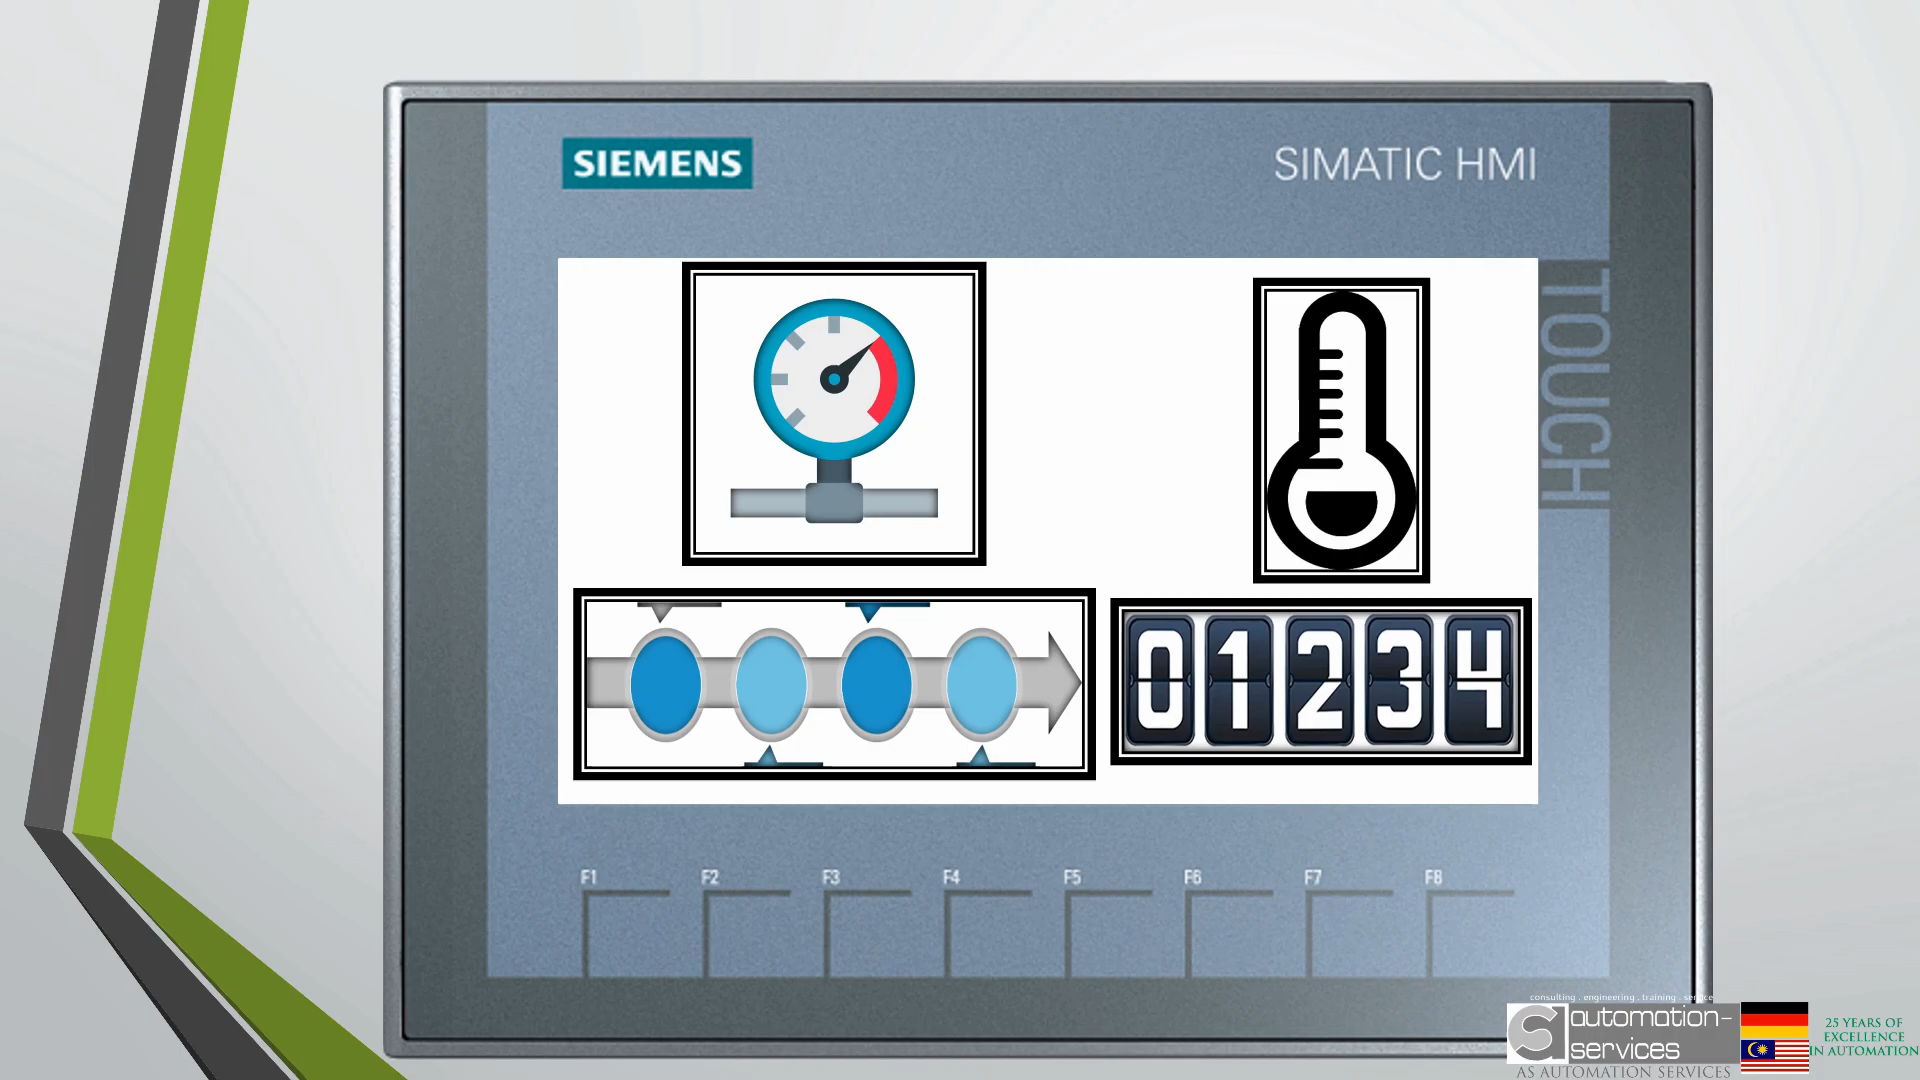 SIEMENS
SIMATIC HMI
TOUCH
01234
F1 F2 F3 F4 F5 F6 F7 F8
consulting . engineering . training . service
a automation-
services
AS AUTOMATION SERVICES
25 YEARS OF
EXCELLENCE
IN AUTOMATION